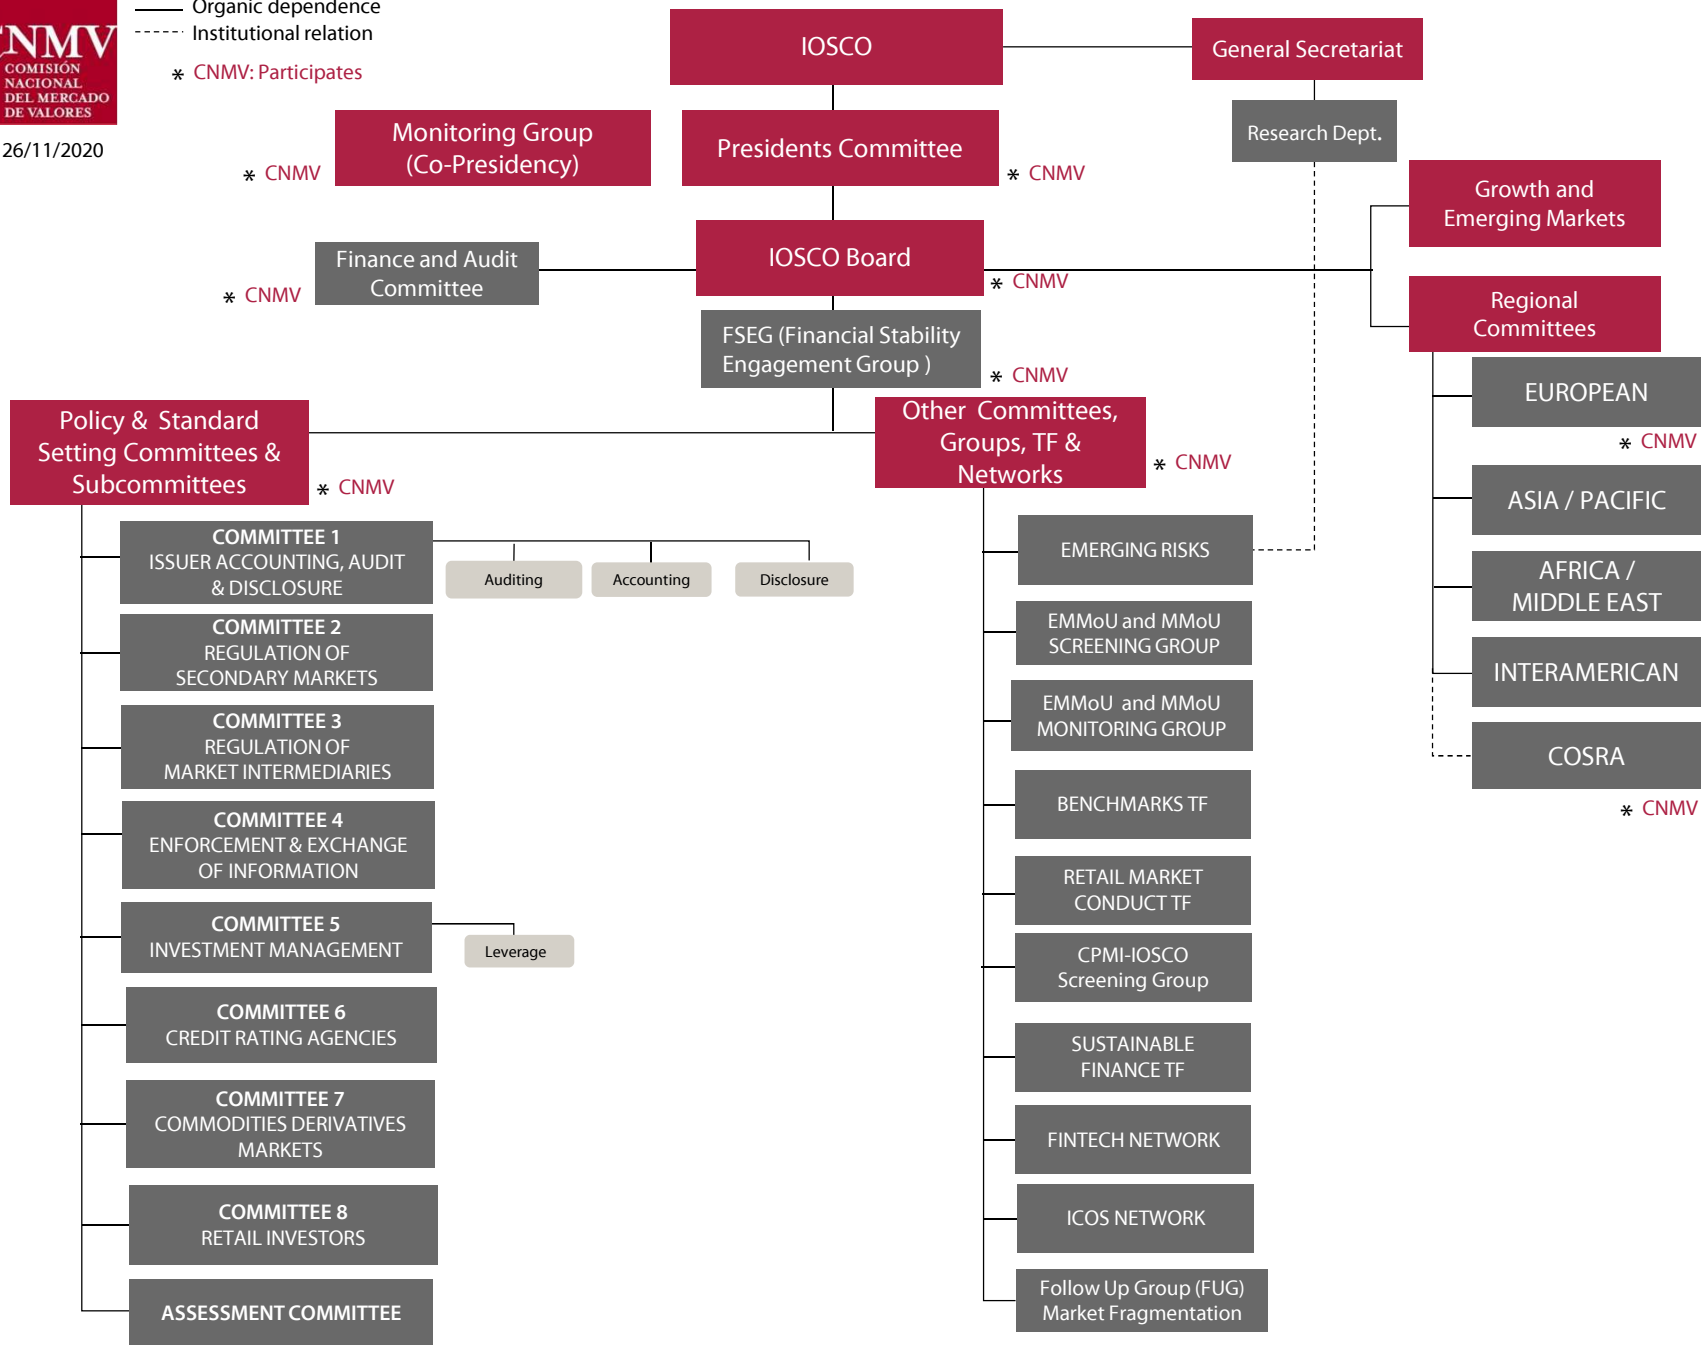 Organic dependence
Institutional relation
* CNMV: Participates
CNMV
COMISIÓN
NACIONAL
DEL MERCADO
DE VALORES
26/11/2020
IOSCO
General Secretariat
Research Dept.
Monitoring Group
(Co-Presidency)
* CNMV
Presidents Committee
* CNMV
Growth and
Emerging Markets
Finance and Audit
Committee
* CNMV
IOSCO Board
* CNMV
Regional
Committees
FSEG (Financial Stability
Engagement Group )
* CNMV
EUROPEAN
* CNMV
ASIA / PACIFIC
AFRICA /
MIDDLE EAST
INTERAMERICAN
COSRA
* CNMV
Policy & Standard
Setting Committees &
Subcommittees
* CNMV
COMMITTEE 1
ISSUER ACCOUNTING, AUDIT
& DISCLOSURE
Auditing
Accounting
Disclosure
COMMITTEE 2
REGULATION OF
SECONDARY MARKETS
COMMITTEE 3
REGULATION OF
MARKET INTERMEDIARIES
COMMITTEE 4
ENFORCEMENT & EXCHANGE
OF INFORMATION
COMMITTEE 5
INVESTMENT MANAGEMENT
Leverage
COMMITTEE 6
CREDIT RATING AGENCIES
COMMITTEE 7
COMMODITIES DERIVATIVES
MARKETS
COMMITTEE 8
RETAIL INVESTORS
ASSESSMENT COMMITTEE
Other Committees,
Groups, TF &
Networks
* CNMV
EMERGING RISKS
EMMoU and MMoU
SCREENING GROUP
EMMoU and MMoU
MONITORING GROUP
BENCHMARKS TF
RETAIL MARKET
CONDUCT TF
CPMI-IOSCO
Screening Group
SUSTAINABLE
FINANCE TF
FINTECH NETWORK
ICOS NETWORK
Follow Up Group (FUG)
Market Fragmentation